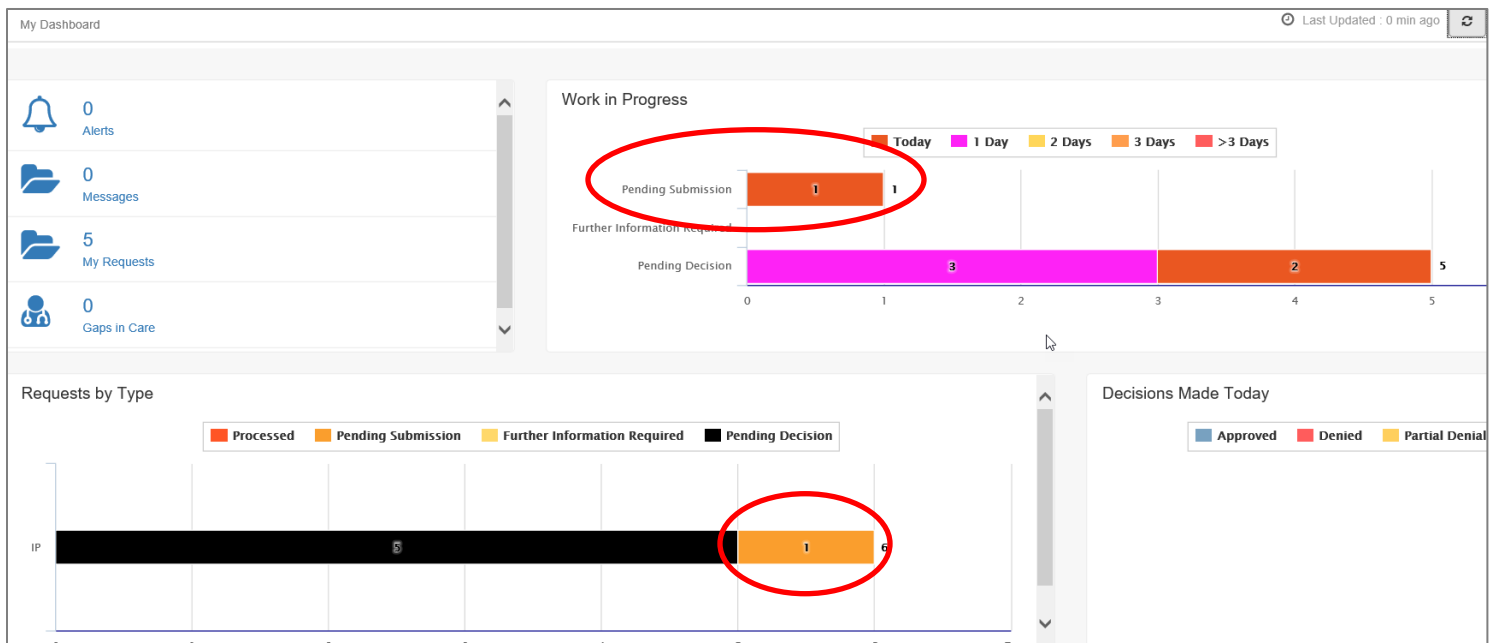 My Dashboard
Last Updated : 0 min ago
0
Alerts
0
Messages
5
My Requests
0
Gaps in Care
Work in Progress
Today 1 Day 2 Days 3 Days >3 Days
Pending Submission 1 1
Further Information Required
Pending Decision 3 2 5
0 1 2 3 4 5
Requests by Type
Processed Pending Submission Further Information Required Pending Decision
IP 5 1 6
Decisions Made Today
Approved Denied Partial Denial